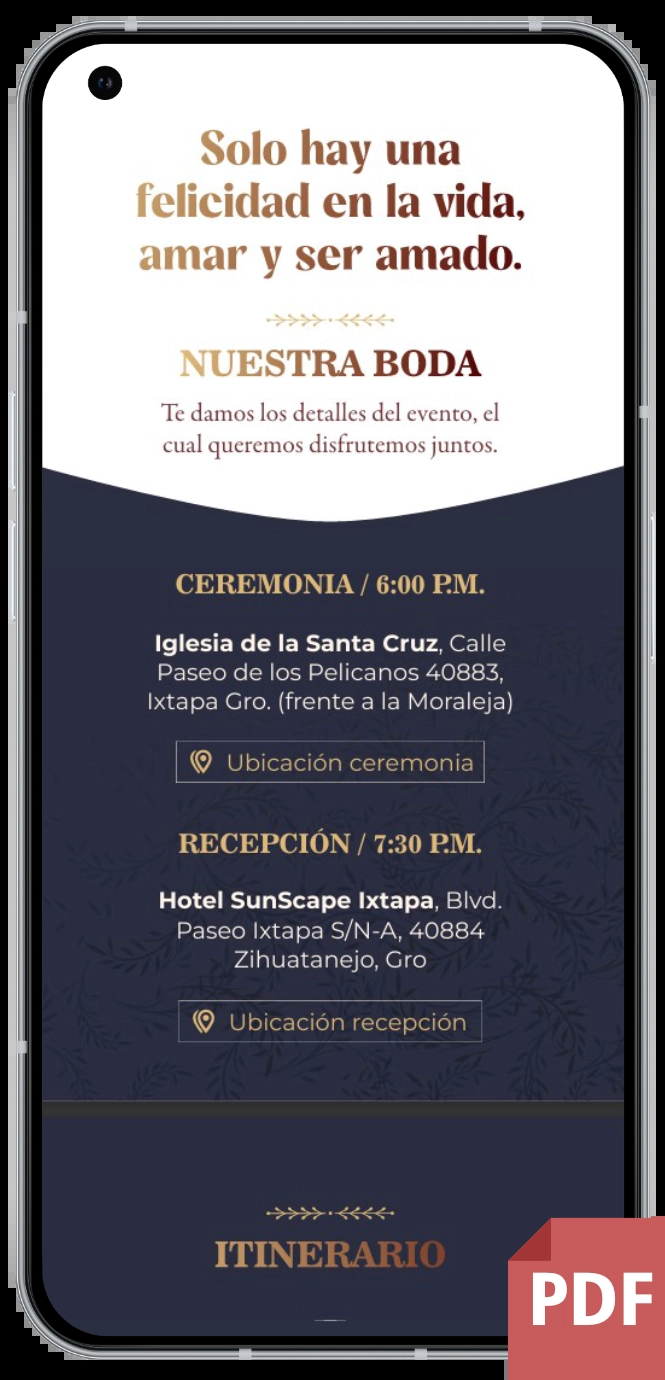 Solo hay una
felicidad en la vida,
amar y ser amado.
NUESTRA BODA
Te damos los detalles del evento, el
cual queremos disfrutemos juntos.
CEREMONIA / 6:00 P.M.
Iglesia de la Santa Cruz, Calle
Paseo de los Pelicanos 40883,
Ixtapa Gro. (frente a la Moraleja)
Ubicación ceremonia
RECEPCIÓN / 7:30 P.M.
Hotel SunScape Ixtapa, Blvd.
Paseo Ixtapa S/N-A, 40884
Zihuatanejo, Gro
Ubicación recepción
ITINERARIO
PDF